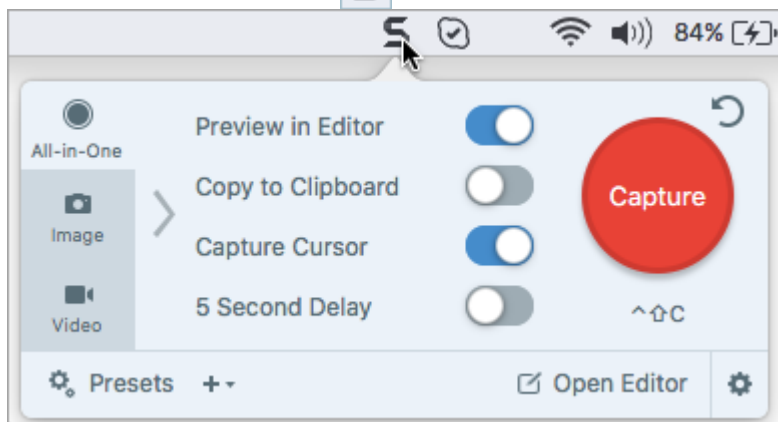 84%
All-in-One
Image
Video
Preview in Editor
Copy to Clipboard
Capture Cursor
5 Second Delay
Capture
^⇧C
Presets
Open Editor